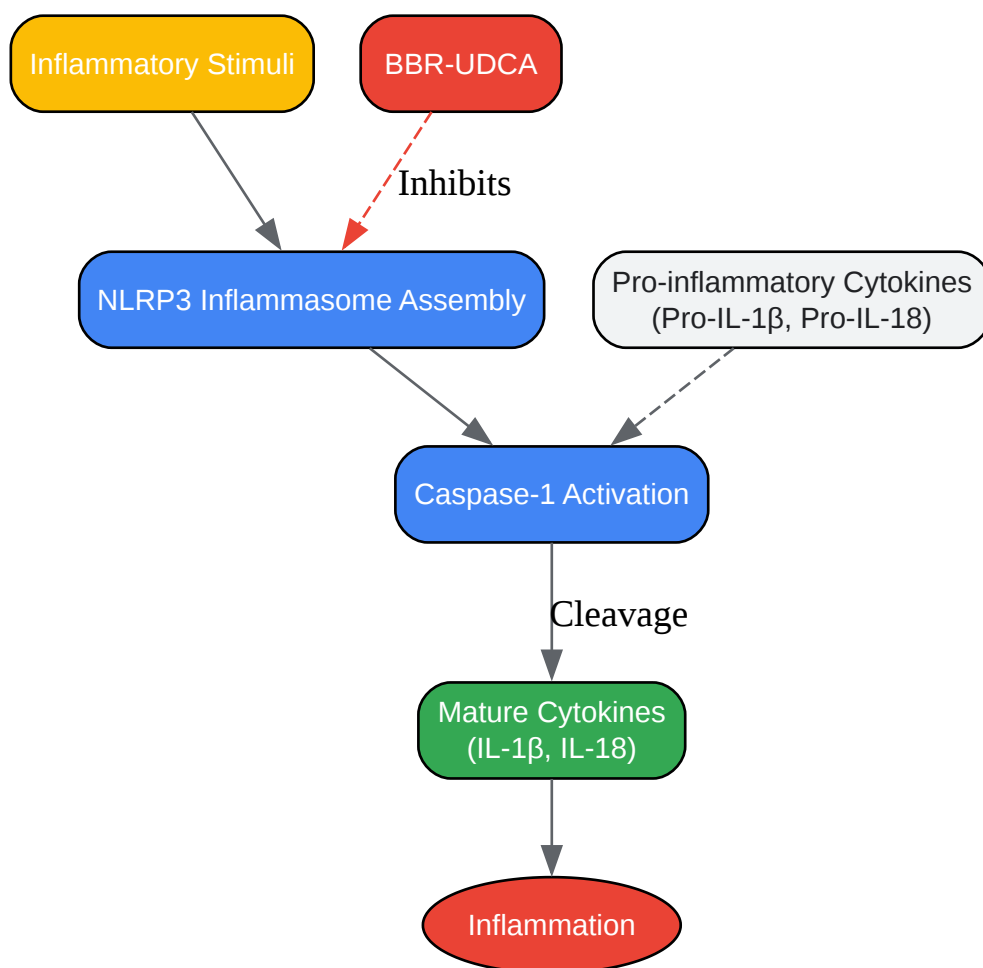 Inflammatory Stimuli
BBR-UDCA
Inhibits
NLRP3 Inflammasome Assembly
Pro-inflammatory Cytokines
(Pro-IL-1β, Pro-IL-18)
Caspase-1 Activation
Cleavage
Mature Cytokines
(IL-1β, IL-18)
Inflammation